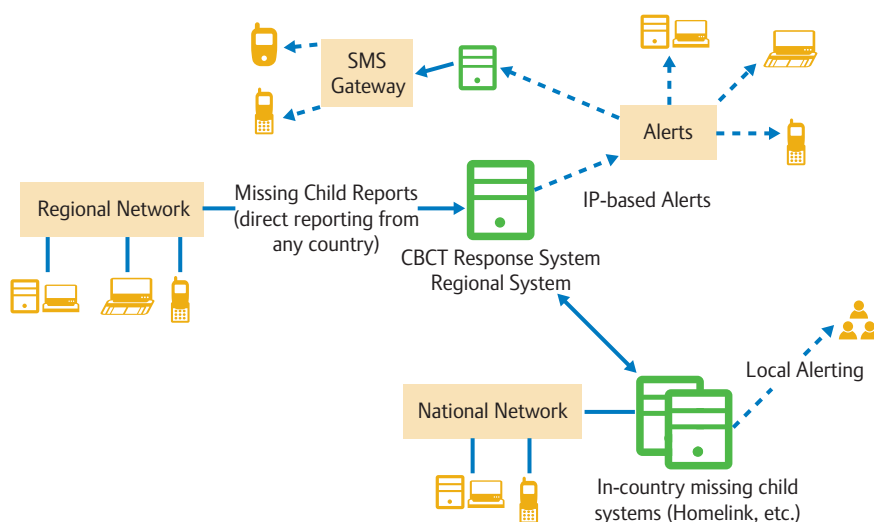 SMS
Gateway
Alerts
IP-based Alerts
Regional Network
Missing Child Reports
(direct reporting from
any country)
CBCT Response System
Regional System
Local Alerting
National Network
In-country missing child
systems (Homelink, etc.)